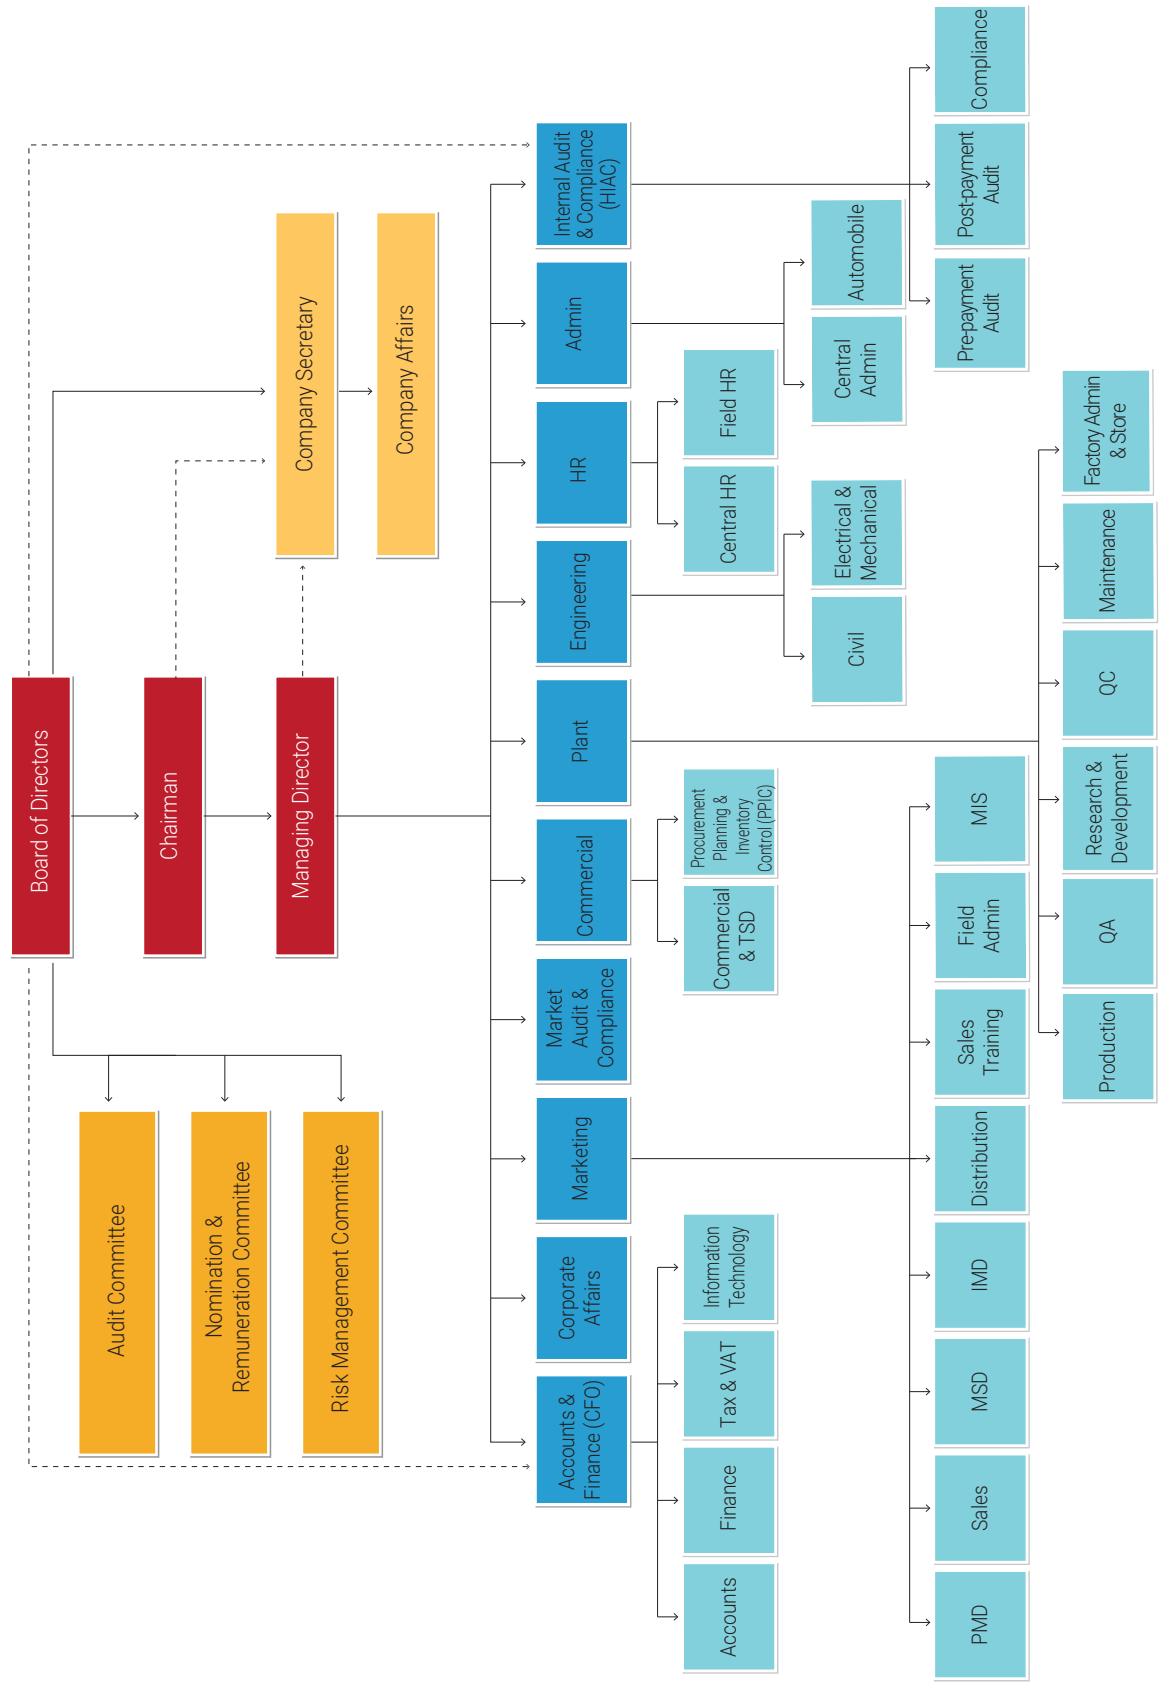 Board of Directors
Chairman
Managing Director
Audit Committee
Nomination &
Remuneration Committee
Risk Management Committee
Company Secretary
Company Affairs
Accounts &
Finance (CFO)
Corporate
Affairs
Marketing
Market
Audit &
Compliance
Commercial
Plant
Engineering
HR
Admin
Internal Audit
& Compliance
(HIAC)
Accounts
Finance
Tax & VAT
Information
Technology
Commercial
& TSD
Procurement
Planning &
Inventory
Control (PPIC)
Central HR
Field HR
Civil
Electrical &
Mechanical
Central
Admin
Automobile
PMD
Sales
MSD
IMD
Distribution
Sales
Training
Field
Admin
MIS
Pre-payment
Audit
Post-payment
Audit
Compliance
Production
QA
Research &
Development
QC
Maintenance
Factory Admin
& Store